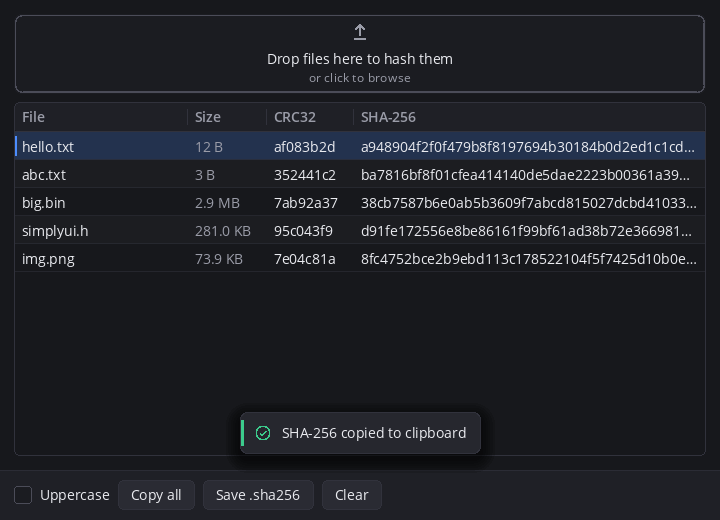 Drop files here to hash them
or click to browse
File Size CRC32 SHA-256
hello.txt 12 B af083b2d a948904f2f0f479b8f8197694b30184b0d2ed1c1cd...
abc.txt 3 B 352441c2 ba7816bf8f01cfea414140de5dae2223b00361a39...
big.bin 2.9 MB 7ab92a37 38cb7587b6e0ab5b3609f7abcd815027dcbd41033...
simplyui.h 281.0 KB 95c043f9 d91fe172556e8be86161f99bf61ad38b72e366981...
img.png 73.9 KB 7e04c81a 8fc4752bce2b9ebd113c178522104f5f7425d10b0e...
SHA-256 copied to clipboard
Uppercase Copy all Save .sha256 Clear